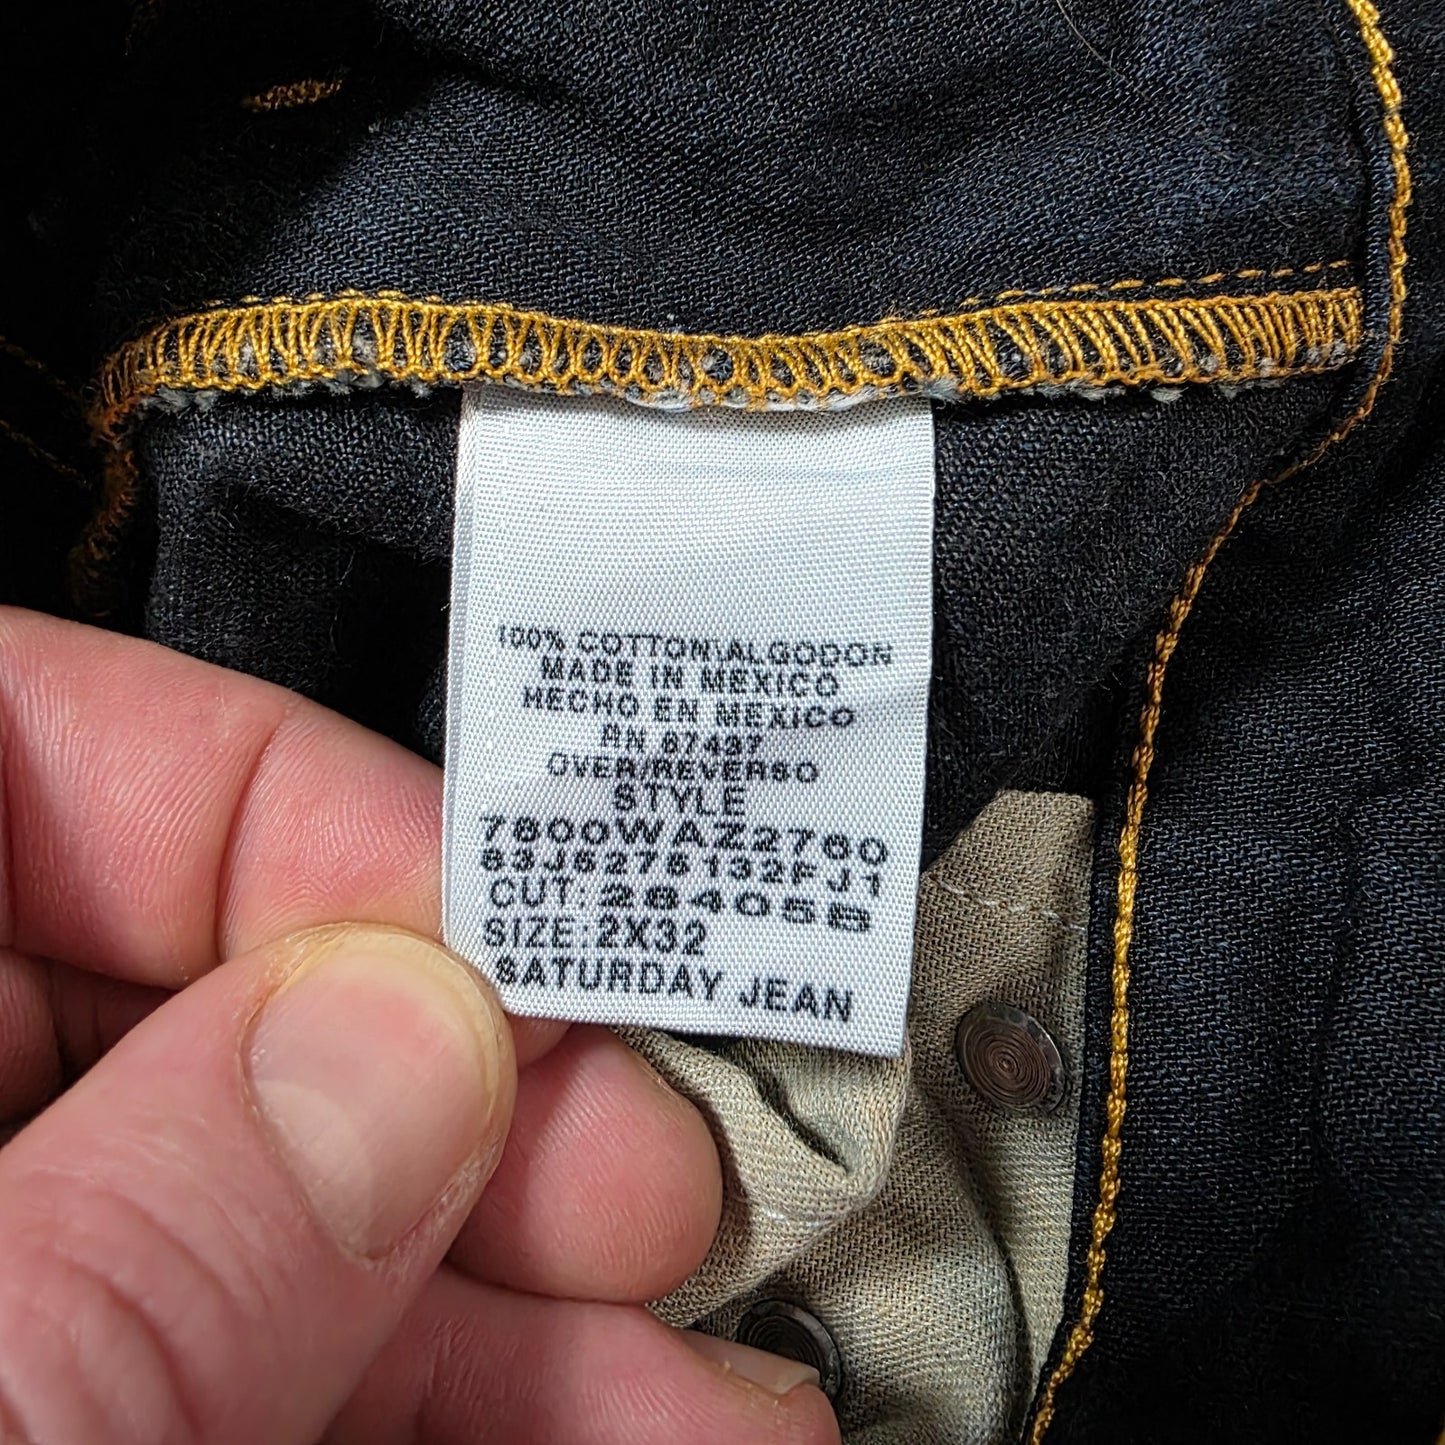 100% COTTON\ALGODON
MADE IN MEXICO
HECHO EN MEXICO
RN 67437
OVER/REVERSO
STYLE
7800WAZ2760
CUT: 284058
SIZE: 2X32
SATURDAY JEAN